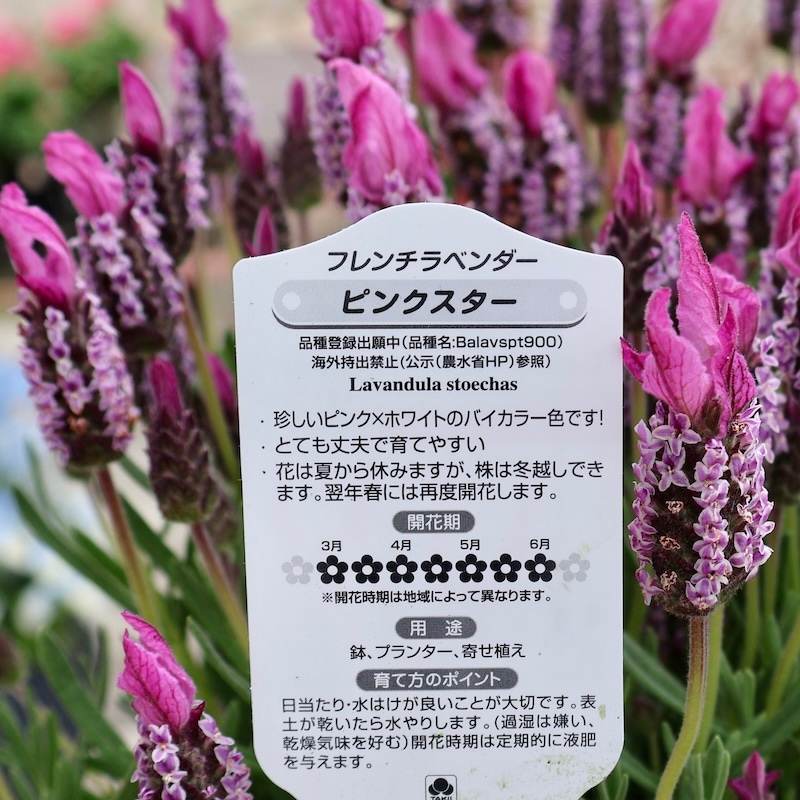 フレンチラベンダー
ピンクスター
品種登録出願中(品種名:Balavspt900)
海外持出禁止(公示(農水省HP)参照)
Lavandula stoechas
・珍しいピンク×ホワイトのバイカラー色です!
・とても丈夫で育てやすい
・花は夏から休みますが、株は冬越しでき
ます。翌年春には再度開花します。
開花期
3月 4月 5月 6月
※開花時期は地域によって異なります。
用 途
鉢、プランター、寄せ植え
育て方のポイント
日当たり・水はけが良いことが大切です。表
土が乾いたら水やりします。(過湿は嫌い、
乾燥気味を好む)開花時期は定期的に液肥
を与えます。
TAKII